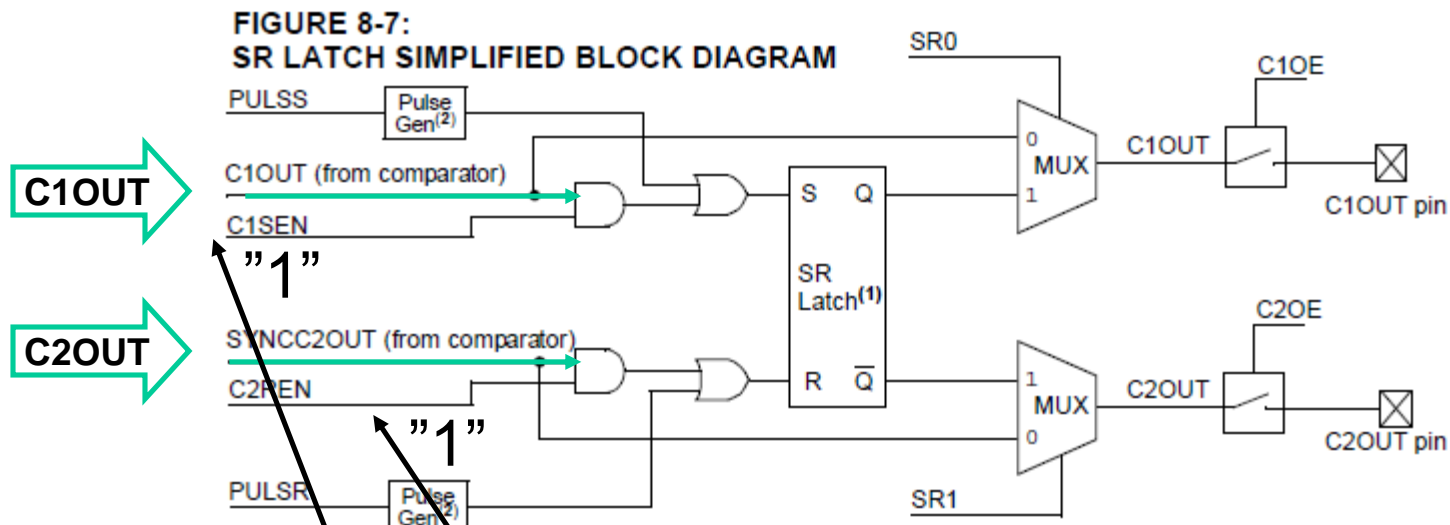 FIGURE 8-7:
SR LATCH SIMPLIFIED BLOCK DIAGRAM
SR0
C1OE
PULSS
Pulse
Gen(2)
0
MUX
1
C1OUT
C1OUT pin
C1OUT
C1OUT (from comparator)
C1SEN
"1"
S Q
SR
Latch(1)
R Q̅
C2OE
C2OUT
SYNCC2OUT (from comparator)
C2REN
"1"
1
MUX
0
C2OUT
C2OUT pin
PULSR
Pulse
Gen(2)
SR1